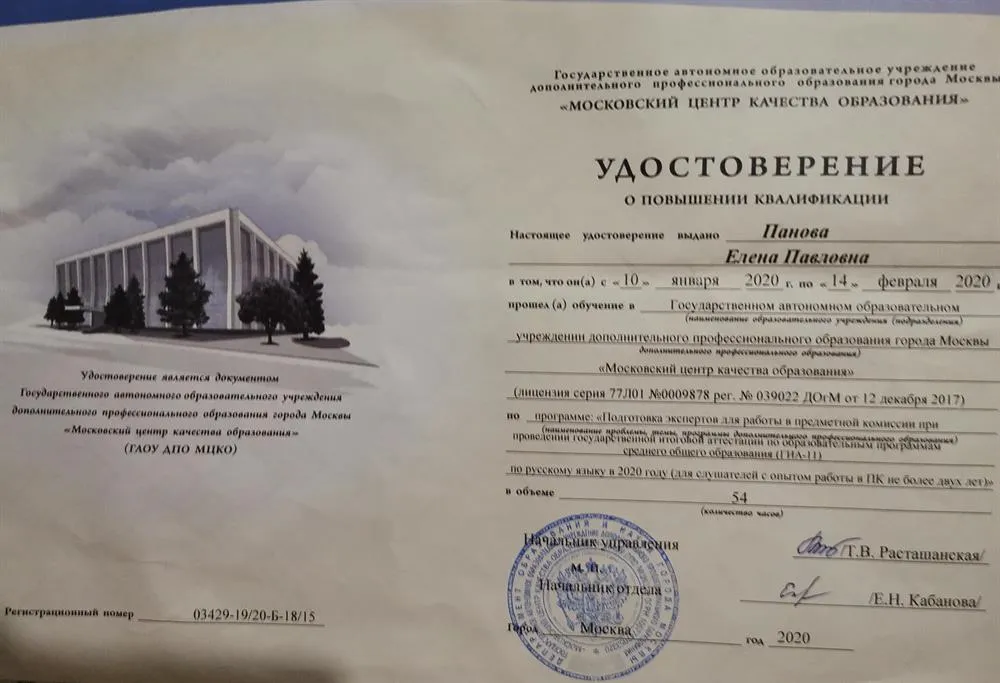 Удостоверение является документом
Государственного автономного образовательного учреждения
дополнительного профессионального образования города Москвы
«Московский центр качества образования»
(ГАОУ ДПО МЦКО)
Регистрационный номер 03429-19/20-Б-18/15
Государственное автономное образовательное учреждение
дополнительного профессионального образования города Москвы
«МОСКОВСКИЙ ЦЕНТР КАЧЕСТВА ОБРАЗОВАНИЯ»
УДОСТОВЕРЕНИЕ
О ПОВЫШЕНИИ КВАЛИФИКАЦИИ
Настоящее удостоверение выдано Панова
Елена Павловна
в том, что он(а) с «10» января 2020 г. по «14» февраля 2020 г.
прошел (а) обучение в Государственном автономном образовательном
(наименование образовательного учреждения (подразделения)
учреждении дополнительного профессионального образования города Москвы
дополнительного профессионального образования)
«Московский центр качества образования»
(лицензия серия 77Л01 №0009878 рег. № 039022 ДОгМ от 12 декабря 2017)
по программе: «Подготовка экспертов для работы в предметной комиссии при
(наименование проблемы, темы, программы дополнительного профессионального образования)
проведении государственной итоговой аттестации по образовательным программам
среднего общего образования (ГИА-11)
по русскому языку в 2020 году (для слушателей с опытом работы в ПК не более двух лет)»
в объеме 54
(количество часов)
Начальник управления /Т.В. Расташанская/
М. П.
Начальник отдела /Е.Н. Кабанова/
Город Москва год 2020
ДЕПАРТАМЕНТ ОБРАЗОВАНИЯ И НАУКИ ГОРОДА МОСКВЫ